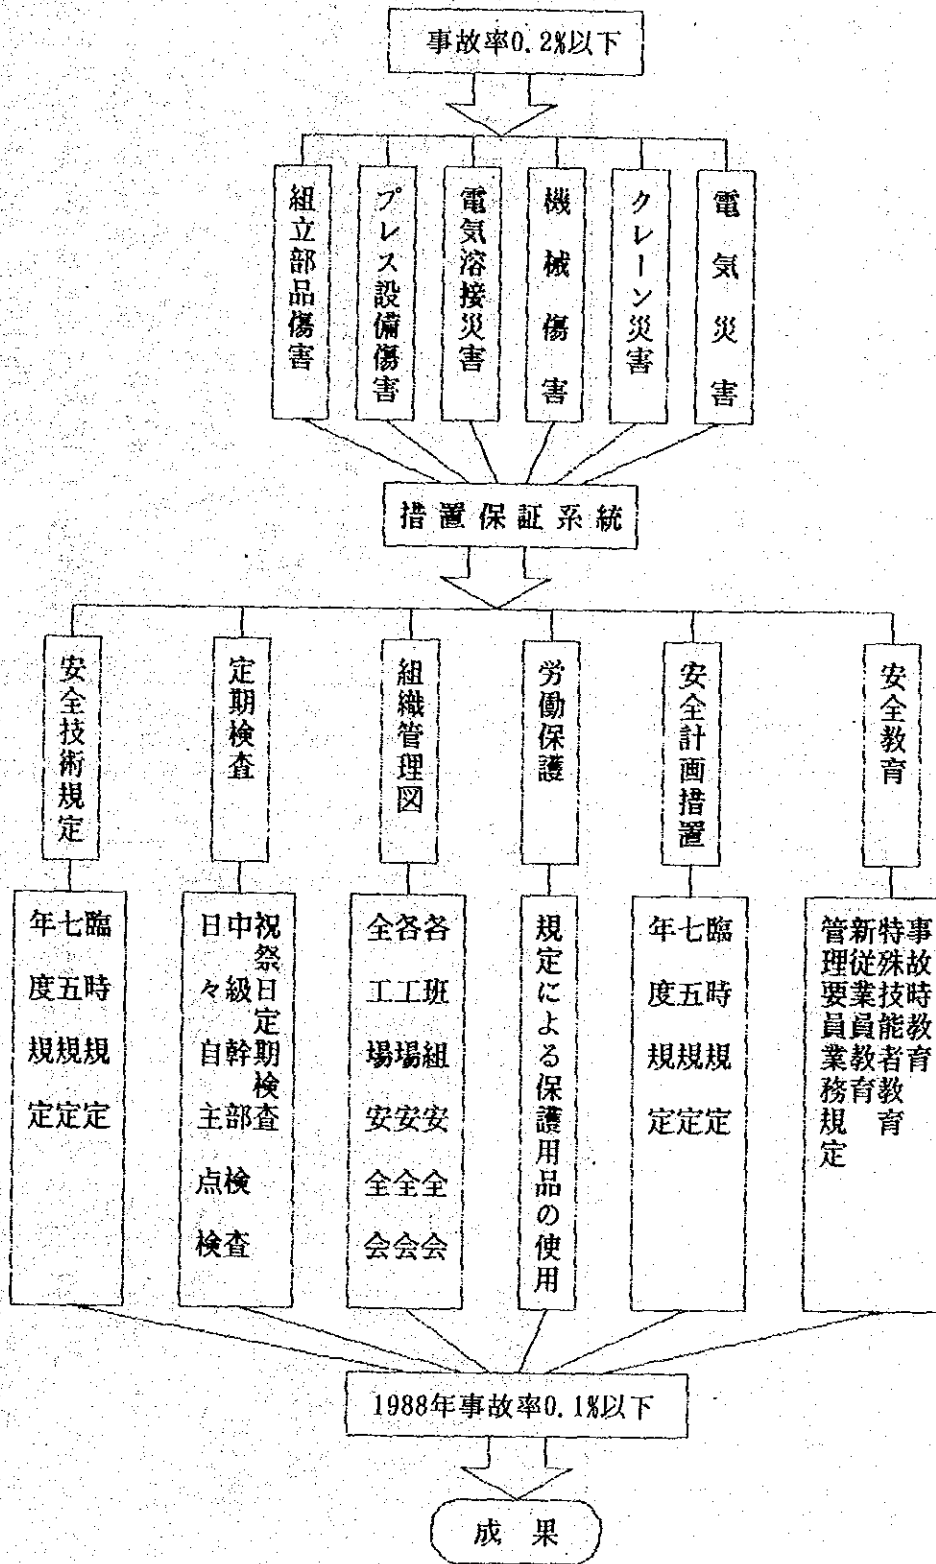 事故率0.2%以下
組立部品傷害
プレス設備傷害
電気溶接災害
機械傷害
クレーン災害
電気災害
措置保証系統
安全技術規定
定期検査
組織管理図
労働保護
安全計画措置
安全教育
臨時規定
七五規定
年度規定
祝祭日定期検査
中級幹部検査
日々自主点検
各班組安全会
各工場安全会
全工場安全会
規定による保護用品の使用
臨時規定
七五規定
年度規定
事故時教育
特殊技能者教育
新従業員教育
管理要員業務規定
1988年事故率0.1%以下
成果